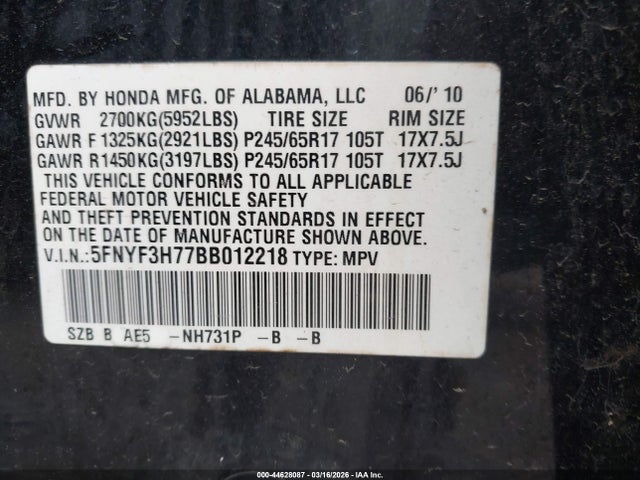 MFD. BY HONDA MFG. OF ALABAMA, LLC 06/'10
GVWR 2700KG(5952LBS) TIRE SIZE RIM SIZE
GAWR F 1325KG(2921LBS) P245/65R17 105T 17X7.5J
GAWR R1450KG(3197LBS) P245/65R17 105T 17X7.5J
THIS VEHICLE CONFORMS TO ALL APPLICABLE
FEDERAL MOTOR VEHICLE SAFETY
AND THEFT PREVENTION STANDARDS IN EFFECT
ON THE DATE OF MANUFACTURE SHOWN ABOVE.
V.I.N.:5FNYF3H77BB012218 TYPE: MPV
SZB B AE5 -NH731P -B -B
000-44628087 - 03/16/2026 - IAA Inc.